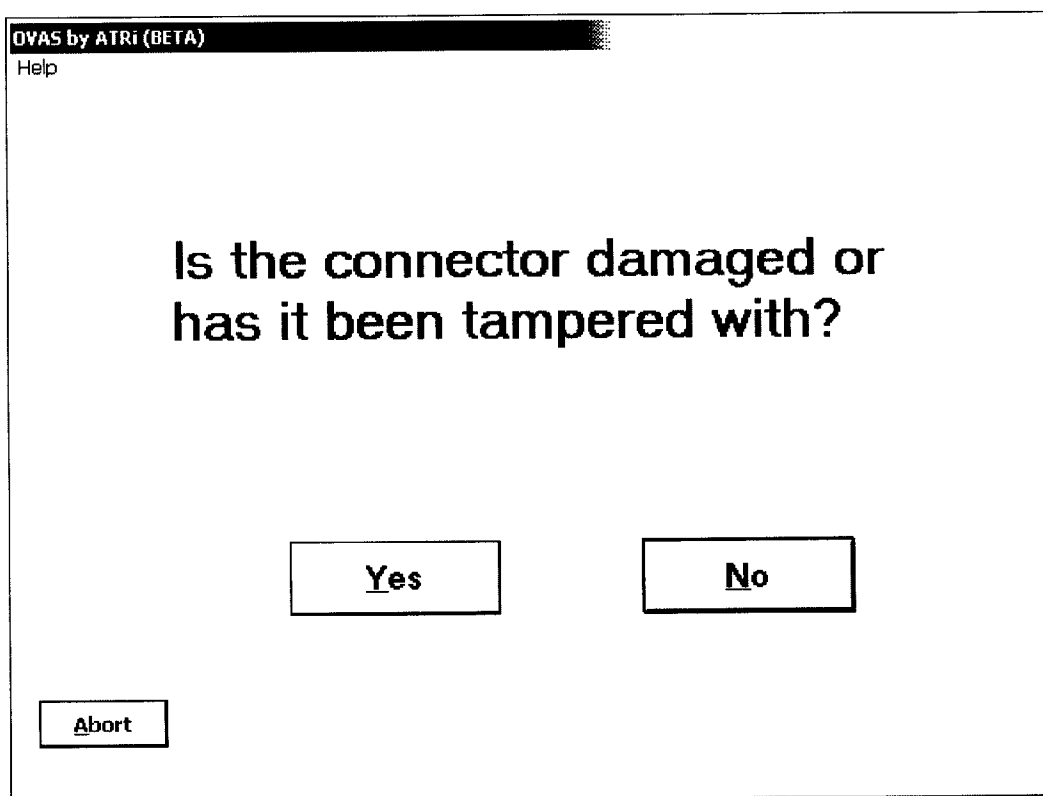 OVAS by ATRi (BETA)
Help
Is the connector damaged or
has it been tampered with?
Yes
No
Abort